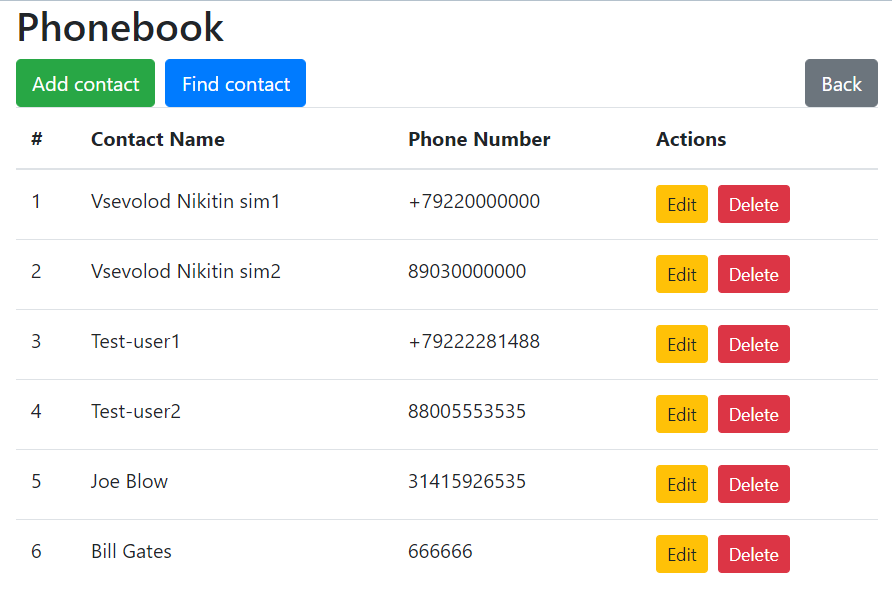 Phonebook
Add contact Find contact Back
# Contact Name Phone Number Actions
1 Vsevolod Nikitin sim1 +79220000000 Edit Delete
2 Vsevolod Nikitin sim2 89030000000 Edit Delete
3 Test-user1 +79222281488 Edit Delete
4 Test-user2 88005553535 Edit Delete
5 Joe Blow 31415926535 Edit Delete
6 Bill Gates 666666 Edit Delete